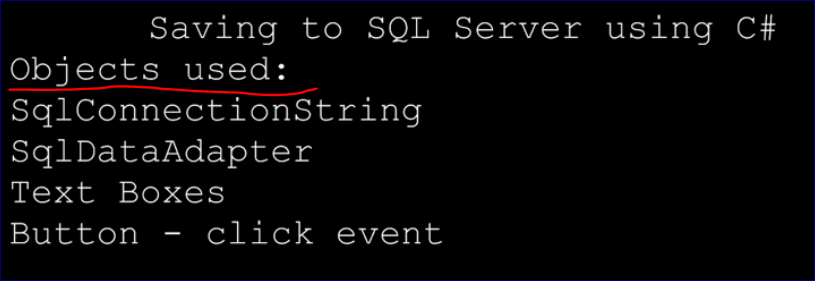 Saving to SQL Server using C#
Objects used:
SqlConnectionString
SqlDataAdapter
Text Boxes
Button - click event